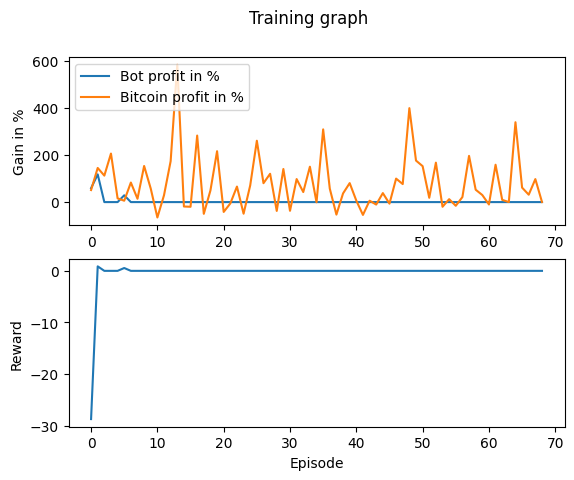 Training graph
Gain in %
600
400
200
0
Bot profit in %
Bitcoin profit in %
0 10 20 30 40 50 60 70
Reward
0
−10
−20
−30
0 10 20 30 40 50 60 70
Episode